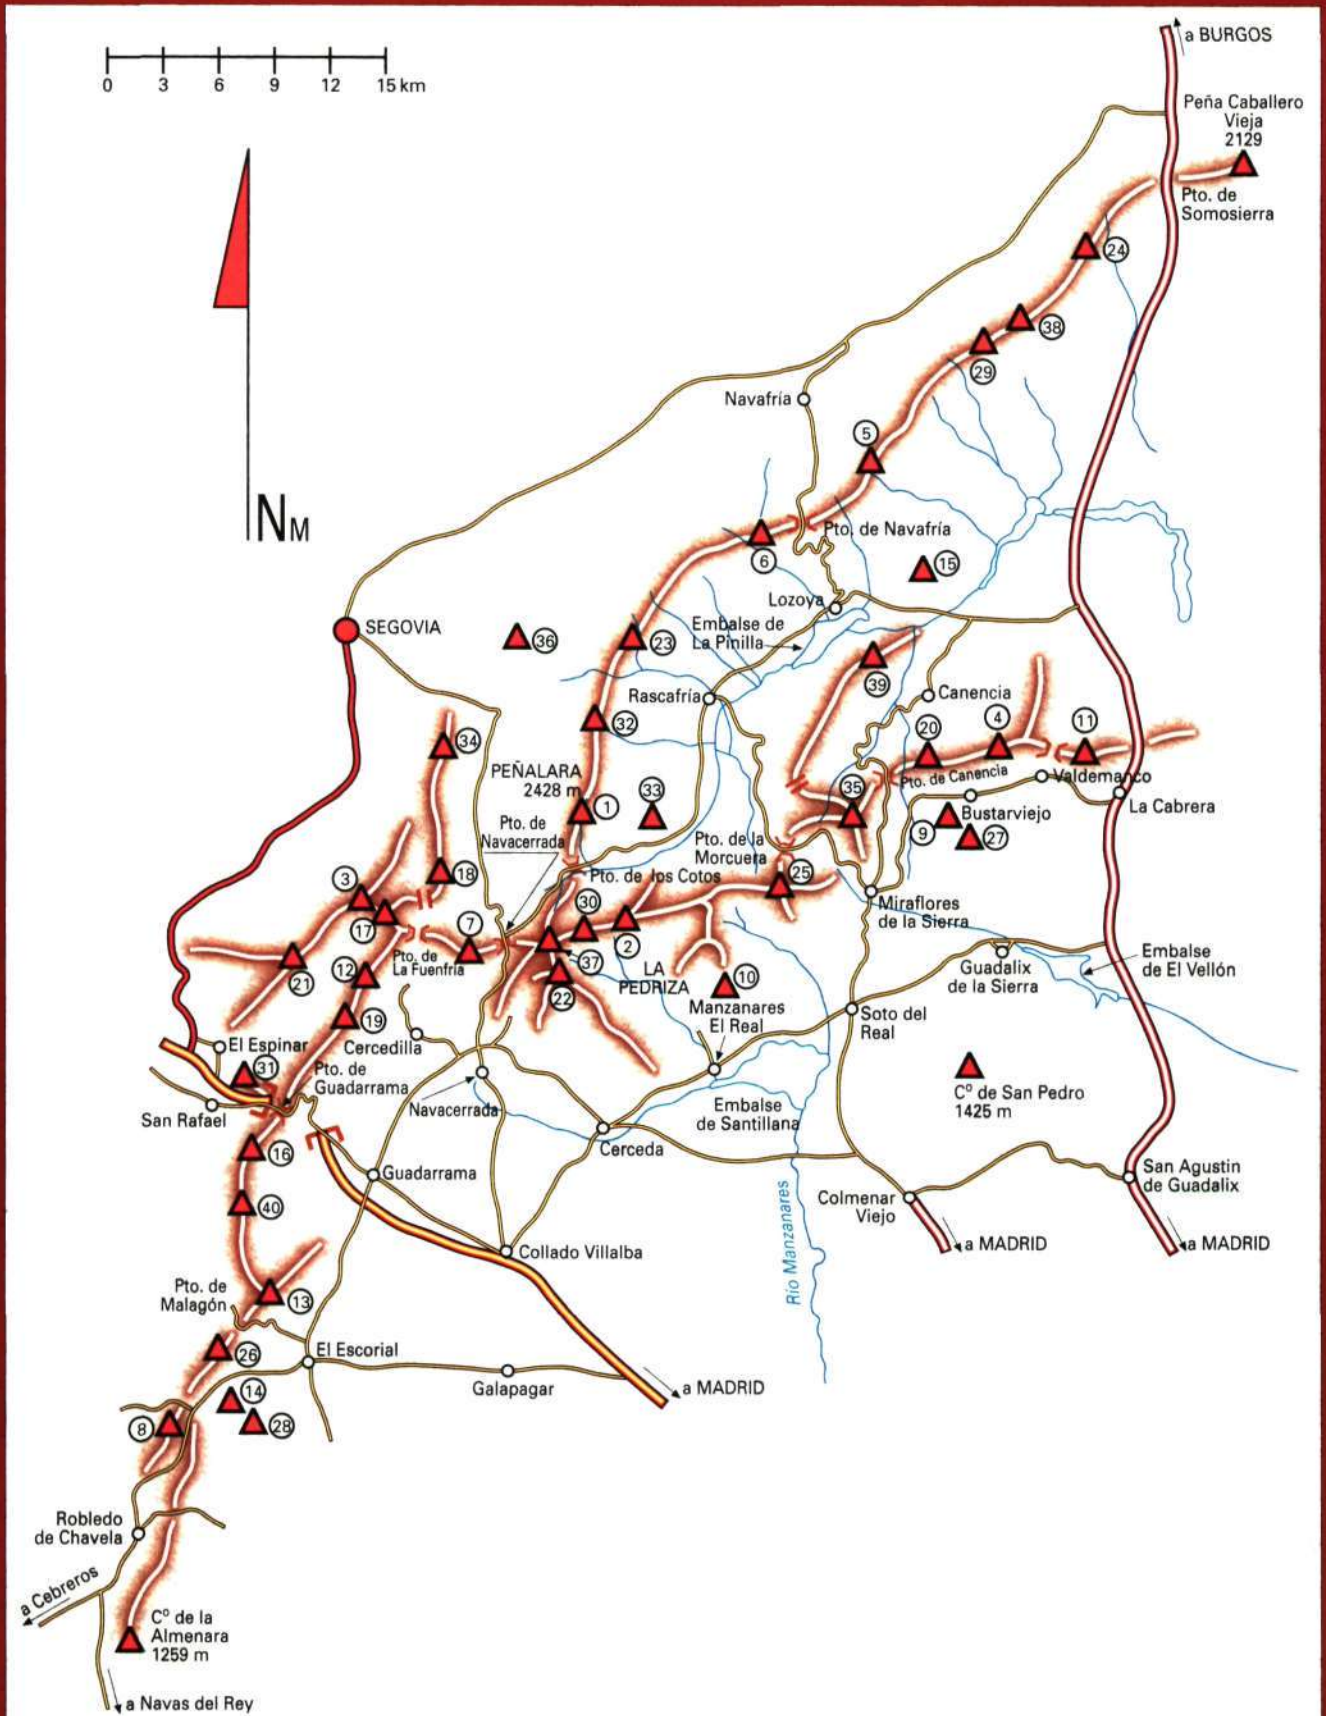 a BURGOS
0 3 6 9 12 15 km
Peña Caballero
Vieja
2129
Pto. de
Somosierra
24
38
29
Navafría
5
NM
Pto. de Navafría
6
15
Lozoya
SEGOVIA
Embalse de
La Pinilla
36
23
39
Rascafría
Canencia
32
20
4
11
34
PEÑALARA
2428 m
Pto. de Canencia
Valdemanco
1
33
35
La Cabrera
Pto. de
Navacerrada
Bustarviejo
9
27
Pto. de la
Morcuera
Pto. de los Cotos
3
18
25
30
Miraflores
de la Sierra
17
7
2
Pto. de
La Fuenfría
21
12
37
LA
PEDRIZA
Guadalix
de la Sierra
Embalse
de El Vellón
22
10
Manzanares
El Real
19
Soto del
Real
El Espinar
Cercedilla
31
Pto. de
Guadarrama
Cº de San Pedro
1425 m
San Rafael
Navacerrada
Embalse
de Santillana
16
Cerceda
Guadarrama
San Agustin
de Guadalix
40
Colmenar
Viejo
Río Manzanares
a MADRID
a MADRID
Collado Villalba
Pto. de
Malagón
13
26
El Escorial
14
Galapagar
a MADRID
8
28
Robledo
de Chavela
a Cebreros
Cº de la
Almenara
1259 m
a Navas del Rey